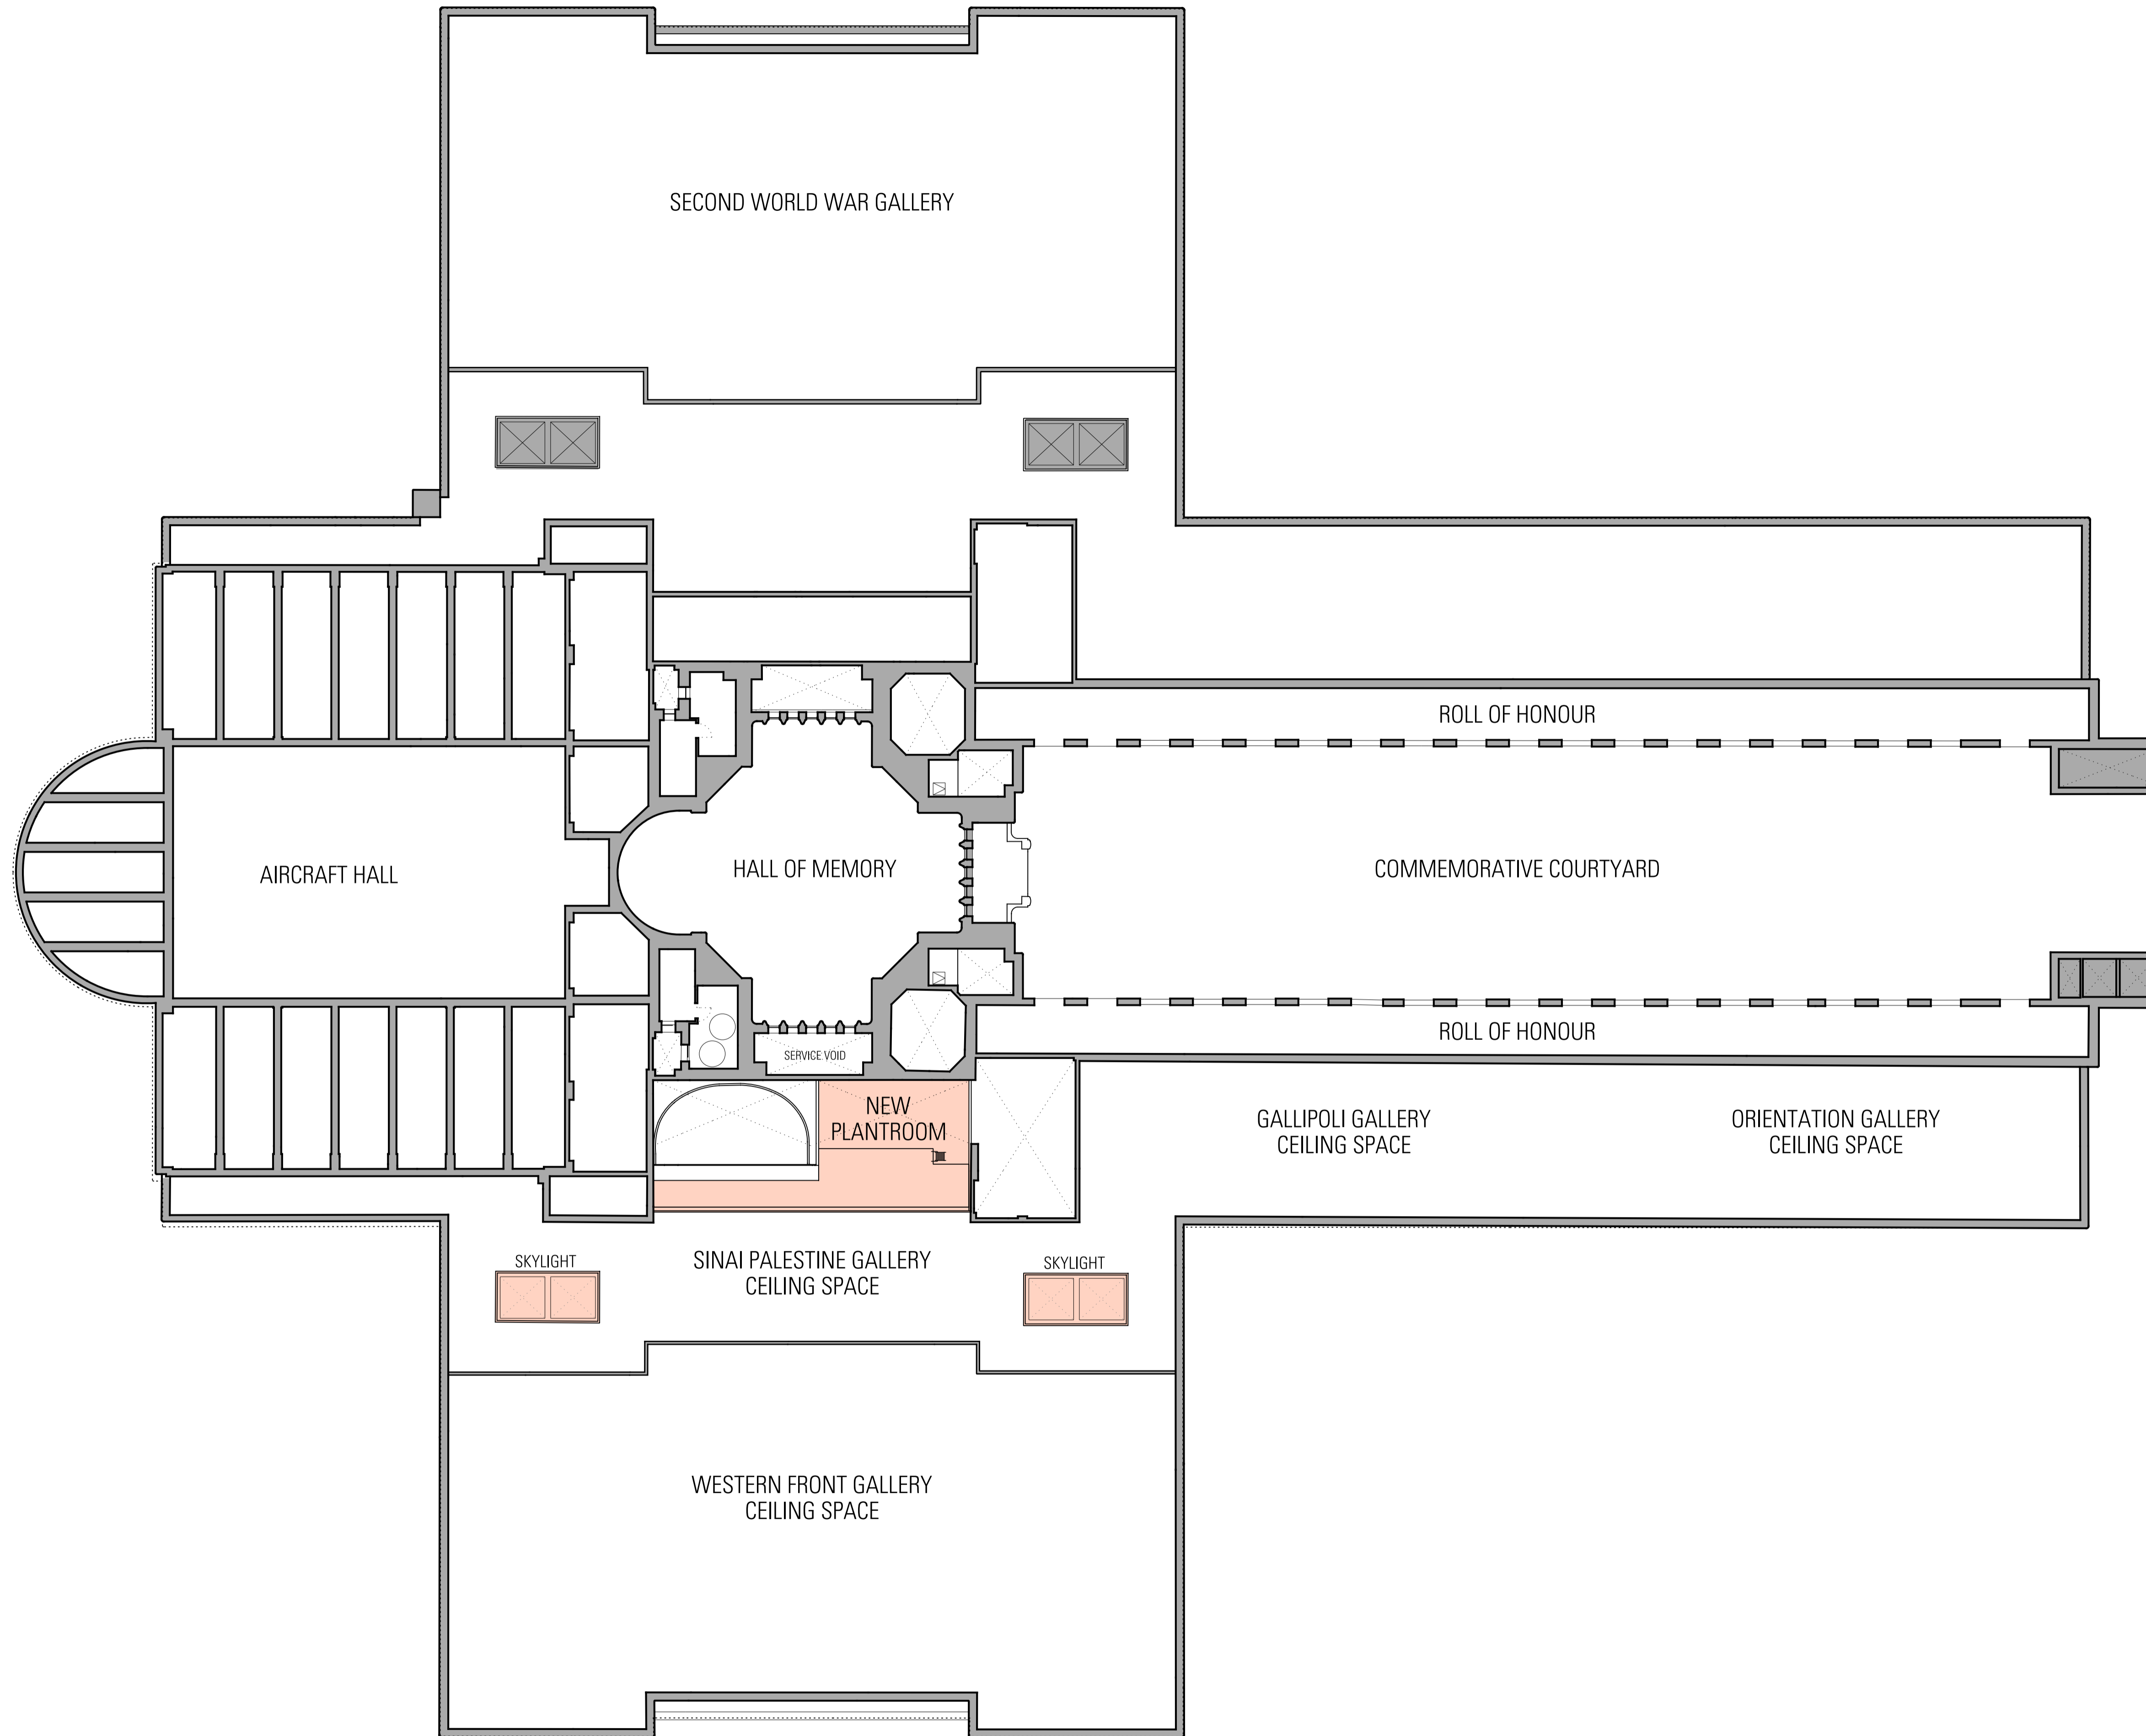 SECOND WORLD WAR GALLERY
ROLL OF HONOUR
AIRCRAFT HALL
HALL OF MEMORY
COMMEMORATIVE COURTYARD
ROLL OF HONOUR
SERVICE VOID
NEW
PLANTROOM
GALLIPOLI GALLERY
CEILING SPACE
ORIENTATION GALLERY
CEILING SPACE
SKYLIGHT
SINAI PALESTINE GALLERY
CEILING SPACE
SKYLIGHT
WESTERN FRONT GALLERY
CEILING SPACE